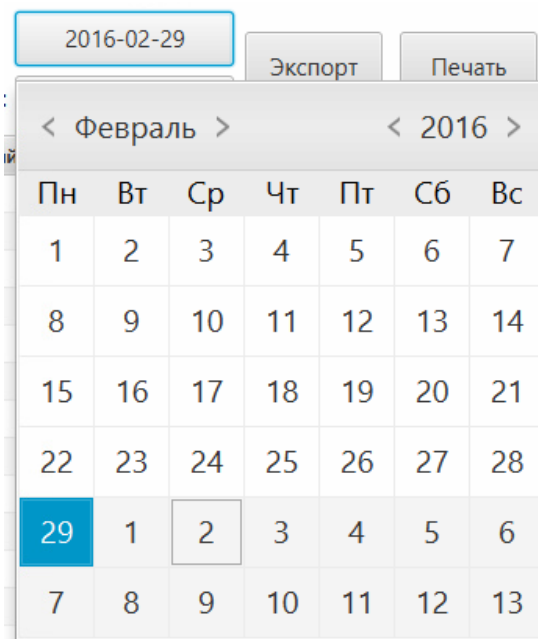 2016-02-29
Экспорт
Печать
:
< Февраль > < 2016 >
Пн Вт Ср Чт Пт Сб Вс
1 2 3 4 5 6 7
8 9 10 11 12 13 14
15 16 17 18 19 20 21
22 23 24 25 26 27 28
29 1 2 3 4 5 6
7 8 9 10 11 12 13